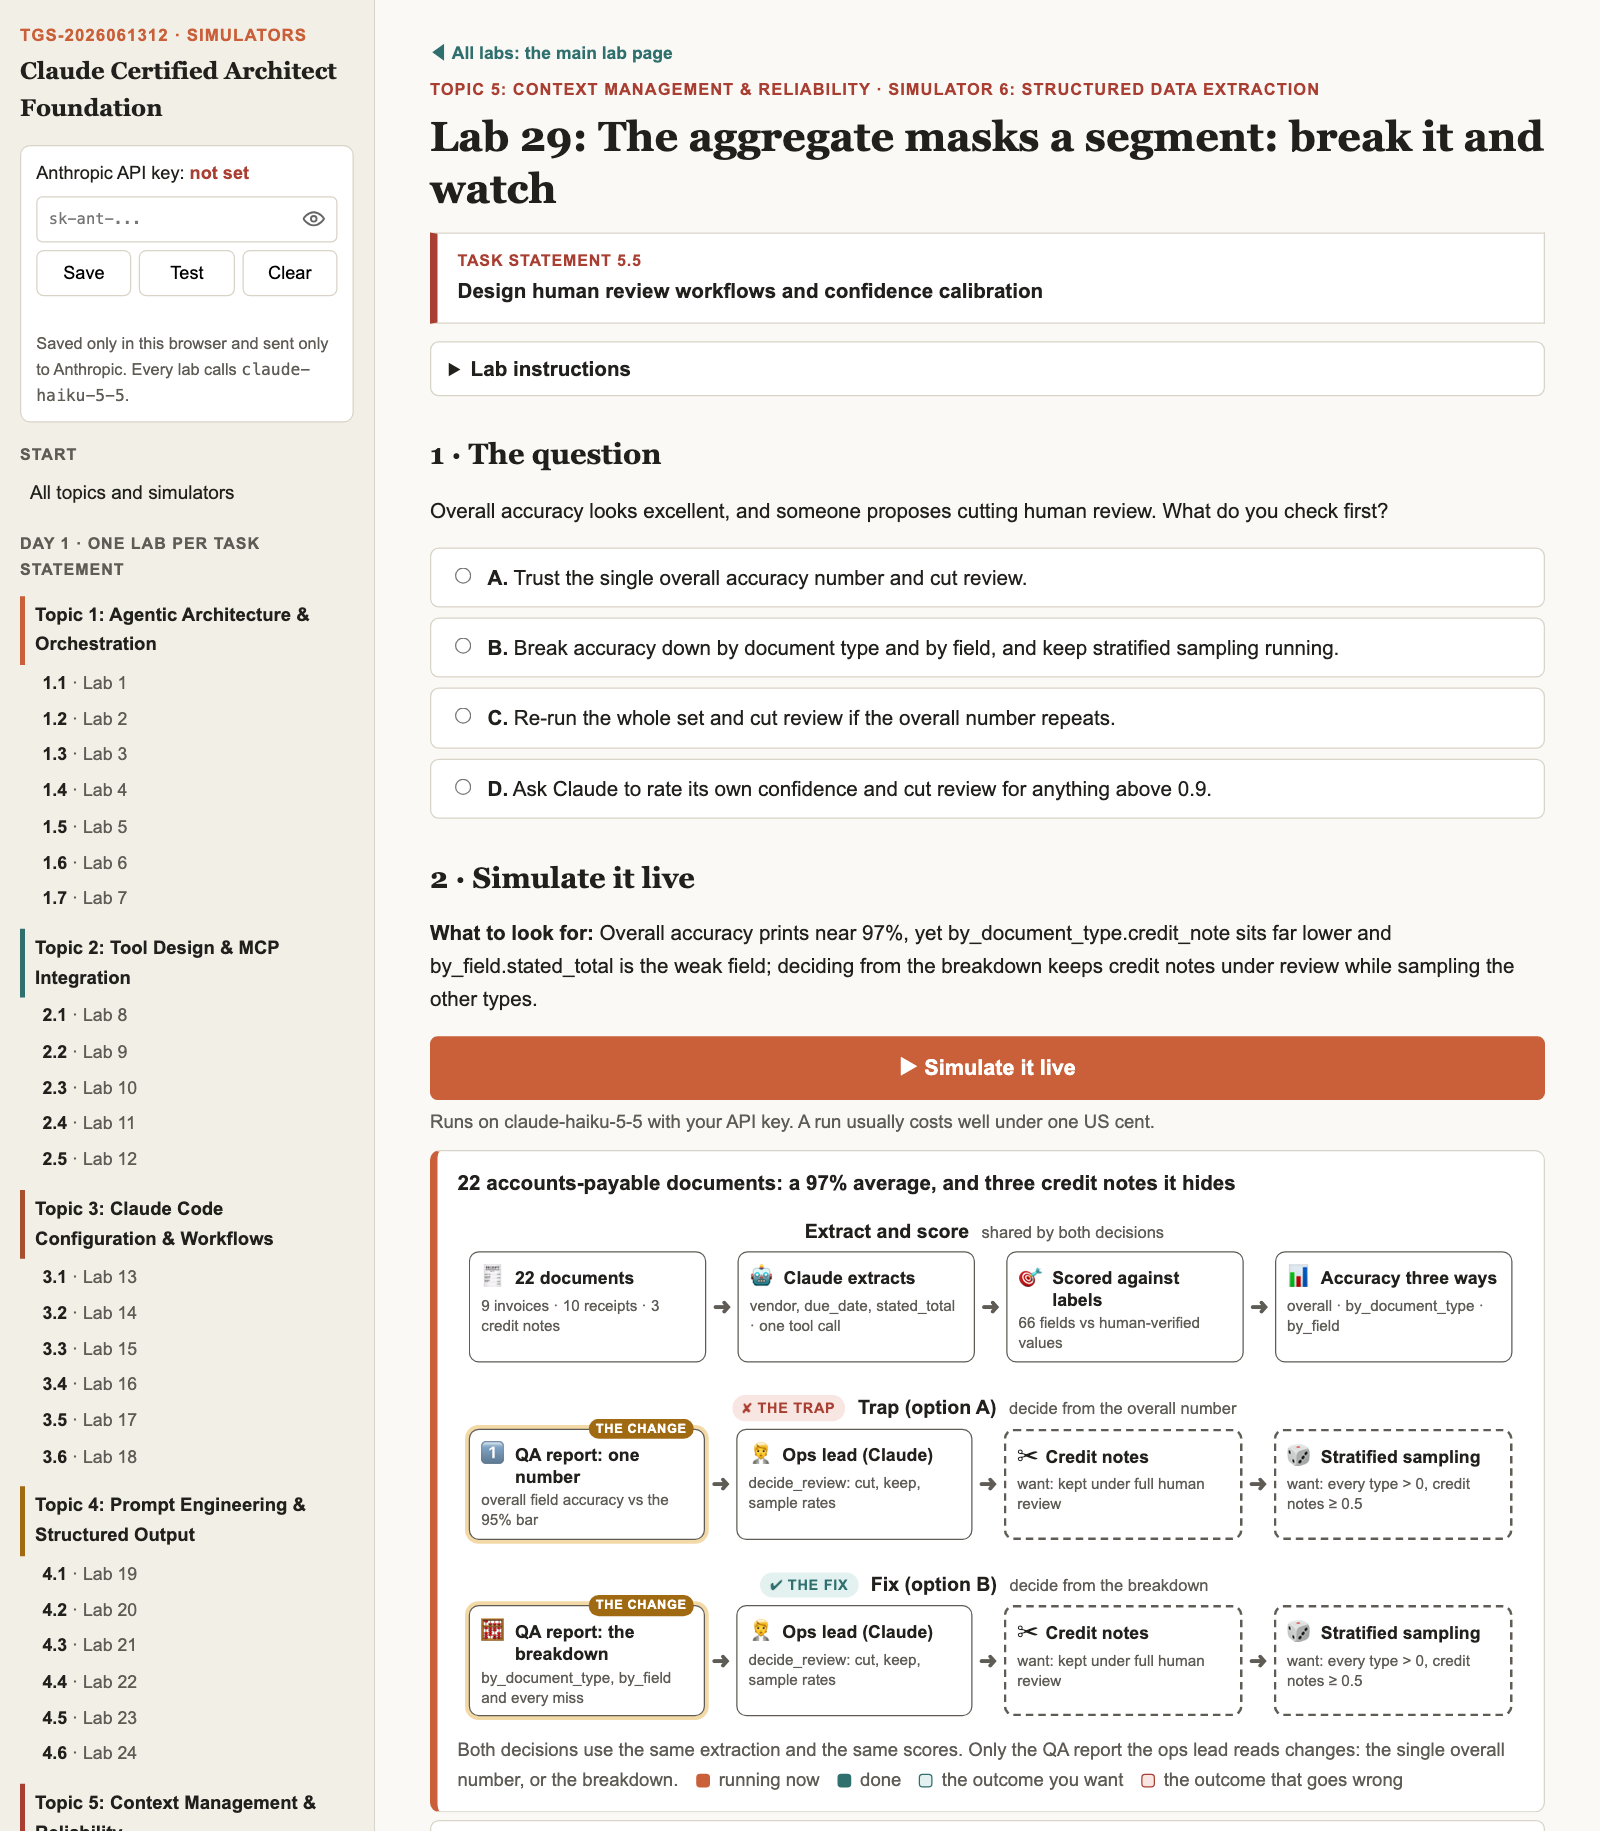 TGS-2026061312 · SIMULATORS
Claude Certified Architect
Foundation
Anthropic API key: not set
sk-ant-...
Save
Test
Clear
Saved only in this browser and sent only
to Anthropic. Every lab calls claude-
haiku-5-5.
START
All topics and simulators
DAY 1 · ONE LAB PER TASK
STATEMENT
Topic 1: Agentic Architecture &
Orchestration
1.1 · Lab 1
1.2 · Lab 2
1.3 · Lab 3
1.4 · Lab 4
1.5 · Lab 5
1.6 · Lab 6
1.7 · Lab 7
Topic 2: Tool Design & MCP
Integration
2.1 · Lab 8
2.2 · Lab 9
2.3 · Lab 10
2.4 · Lab 11
2.5 · Lab 12
Topic 3: Claude Code
Configuration & Workflows
3.1 · Lab 13
3.2 · Lab 14
3.3 · Lab 15
3.4 · Lab 16
3.5 · Lab 17
3.6 · Lab 18
Topic 4: Prompt Engineering &
Structured Output
4.1 · Lab 19
4.2 · Lab 20
4.3 · Lab 21
4.4 · Lab 22
4.5 · Lab 23
4.6 · Lab 24
Topic 5: Context Management &
Reliability
◀ All labs: the main lab page
TOPIC 5: CONTEXT MANAGEMENT & RELIABILITY · SIMULATOR 6: STRUCTURED DATA EXTRACTION
Lab 29: The aggregate masks a segment: break it and
watch
TASK STATEMENT 5.5
Design human review workflows and confidence calibration
▶ Lab instructions
1 · The question
Overall accuracy looks excellent, and someone proposes cutting human review. What do you check first?
A. Trust the single overall accuracy number and cut review.
B. Break accuracy down by document type and by field, and keep stratified sampling running.
C. Re-run the whole set and cut review if the overall number repeats.
D. Ask Claude to rate its own confidence and cut review for anything above 0.9.
2 · Simulate it live
What to look for: Overall accuracy prints near 97%, yet by_document_type.credit_note sits far lower and
by_field.stated_total is the weak field; deciding from the breakdown keeps credit notes under review while sampling the
other types.
▶ Simulate it live
Runs on claude-haiku-5-5 with your API key. A run usually costs well under one US cent.
22 accounts-payable documents: a 97% average, and three credit notes it hides
Extract and score shared by both decisions
22 documents
9 invoices · 10 receipts · 3
credit notes
Claude extracts
vendor, due_date, stated_total
· one tool call
Scored against
labels
66 fields vs human-verified
values
Accuracy three ways
overall · by_document_type ·
by_field
✘ THE TRAP Trap (option A) decide from the overall number
THE CHANGE
1 QA report: one
number
overall field accuracy vs the
95% bar
Ops lead (Claude)
decide_review: cut, keep,
sample rates
Credit notes
want: kept under full human
review
Stratified sampling
want: every type > 0, credit
notes ≥ 0.5
✔ THE FIX Fix (option B) decide from the breakdown
THE CHANGE
QA report: the
breakdown
by_document_type, by_field
and every miss
Ops lead (Claude)
decide_review: cut, keep,
sample rates
Credit notes
want: kept under full human
review
Stratified sampling
want: every type > 0, credit
notes ≥ 0.5
Both decisions use the same extraction and the same scores. Only the QA report the ops lead reads changes: the single overall
number, or the breakdown. running now done the outcome you want the outcome that goes wrong